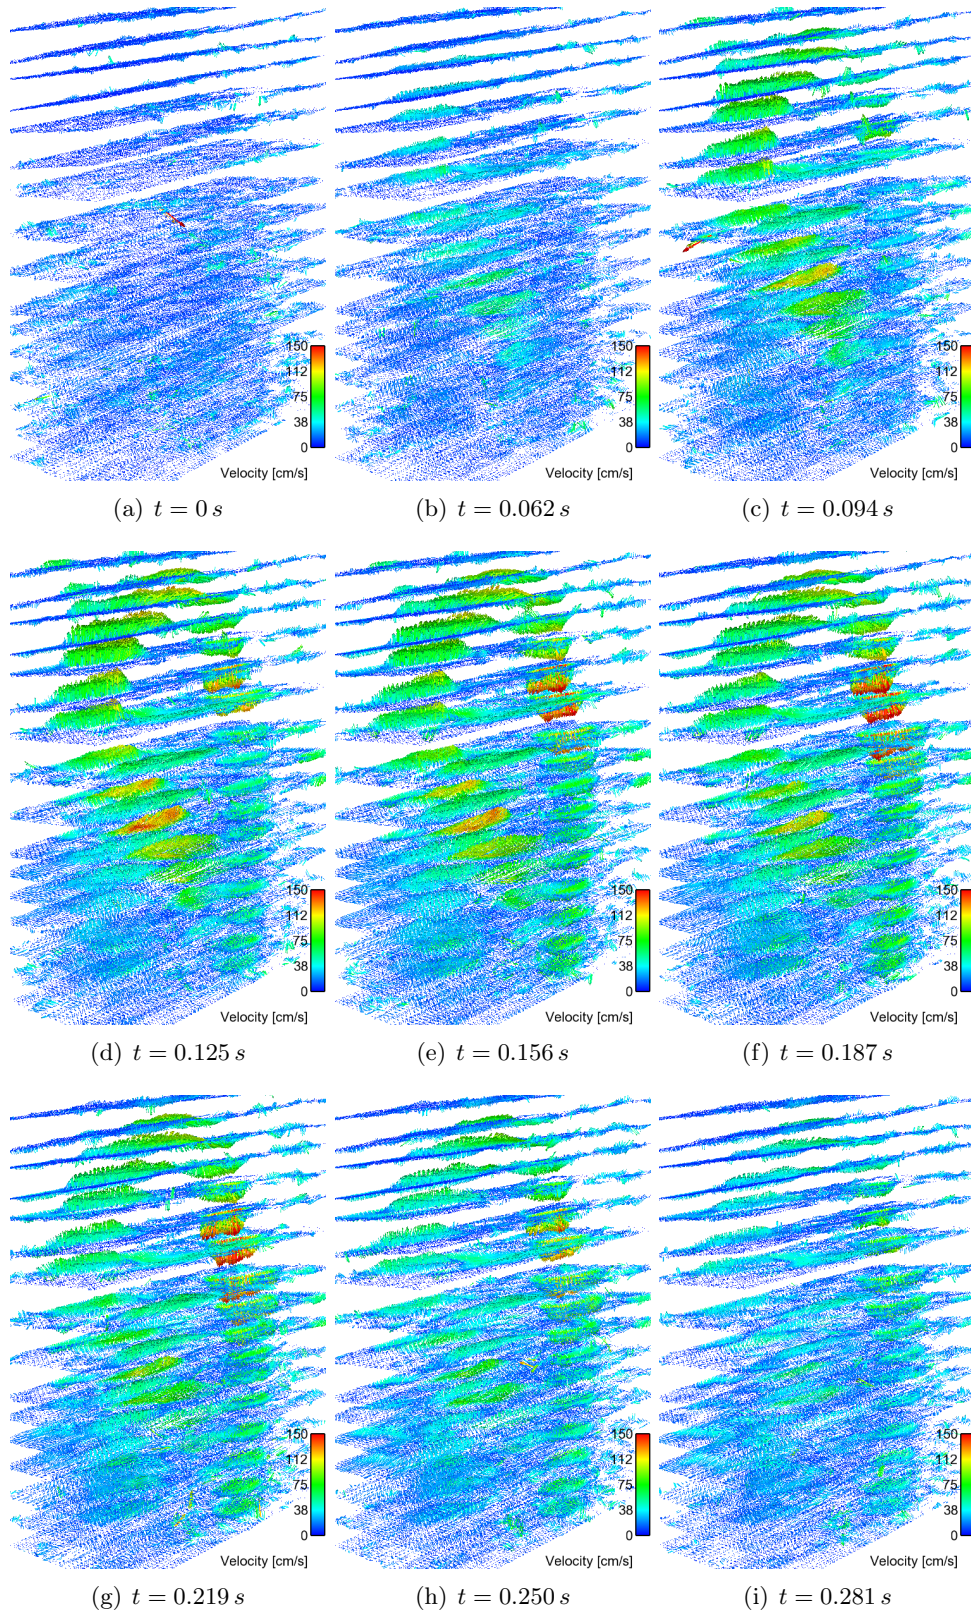 150
112
75
38
0
Velocity [cm/s]
150
112
75
38
0
Velocity [cm/s]
150
112
75
38
0
Velocity [cm/s]
(a) t = 0 s
(b) t = 0.062 s
(c) t = 0.094 s
150
112
75
38
0
Velocity [cm/s]
150
112
75
38
0
Velocity [cm/s]
150
112
75
38
0
Velocity [cm/s]
(d) t = 0.125 s
(e) t = 0.156 s
(f) t = 0.187 s
150
112
75
38
0
Velocity [cm/s]
150
112
75
38
0
Velocity [cm/s]
150
112
75
38
0
Velocity [cm/s]
(g) t = 0.219 s
(h) t = 0.250 s
(i) t = 0.281 s